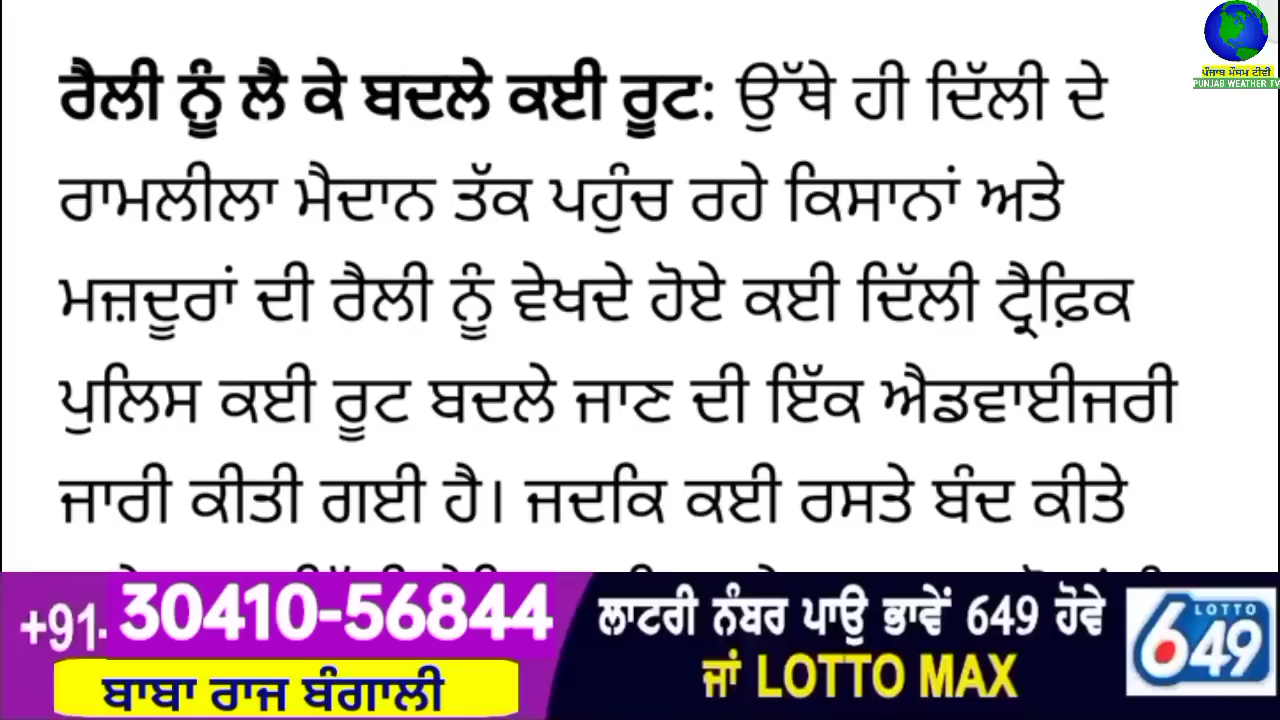 ਰੈਲੀ ਨੂੰ ਲੈ ਕੇ ਬਦਲੇ ਕਈ ਰੂਟ: ਉੱਥੇ ਹੀ ਦਿੱਲੀ ਦੇ
ਰਾਮਲੀਲਾ ਮੈਦਾਨ ਤੱਕ ਪਹੁੰਚ ਰਹੇ ਕਿਸਾਨਾਂ ਅਤੇ
ਮਜ਼ਦੂਰਾਂ ਦੀ ਰੈਲੀ ਨੂੰ ਵੇਖਦੇ ਹੋਏ ਕਈ ਦਿੱਲੀ ਟ੍ਰੈਫ਼ਿਕ
ਪੁਲਿਸ ਕਈ ਰੂਟ ਬਦਲੇ ਜਾਣ ਦੀ ਇੱਕ ਐਡਵਾਈਜਰੀ
ਜਾਰੀ ਕੀਤੀ ਗਈ ਹੈ। ਜਦਕਿ ਕਈ ਰਸਤੇ ਬੰਦ ਕੀਤੇ
ਪੰਜਾਬ ਮੌਸਮ ਟੀਵੀ
PUNJAB WEATHER TV
+91-30410-56844
ਬਾਬਾ ਰਾਜ ਬੰਗਾਲੀ
ਲਾਟਰੀ ਨੰਬਰ ਪਾਉ ਭਾਵੇਂ 649 ਹੋਵੇ
ਜਾਂ LOTTO MAX
LOTTO
649